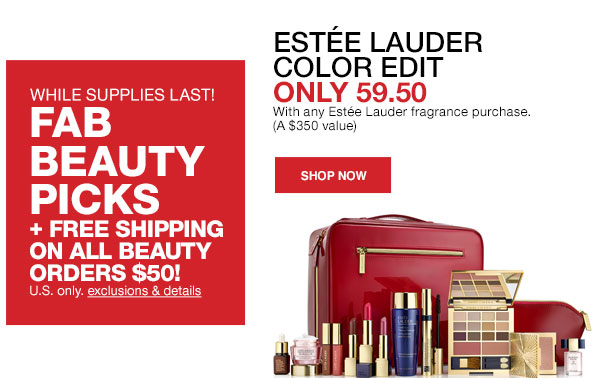 WHILE SUPPLIES LAST!
FAB
BEAUTY
PICKS
+ FREE SHIPPING
ON ALL BEAUTY
ORDERS $50!
U.S. only. exclusions & details
ESTÉE LAUDER
COLOR EDIT
ONLY 59.50
With any Estée Lauder fragrance purchase.
(A $350 value)
SHOP NOW